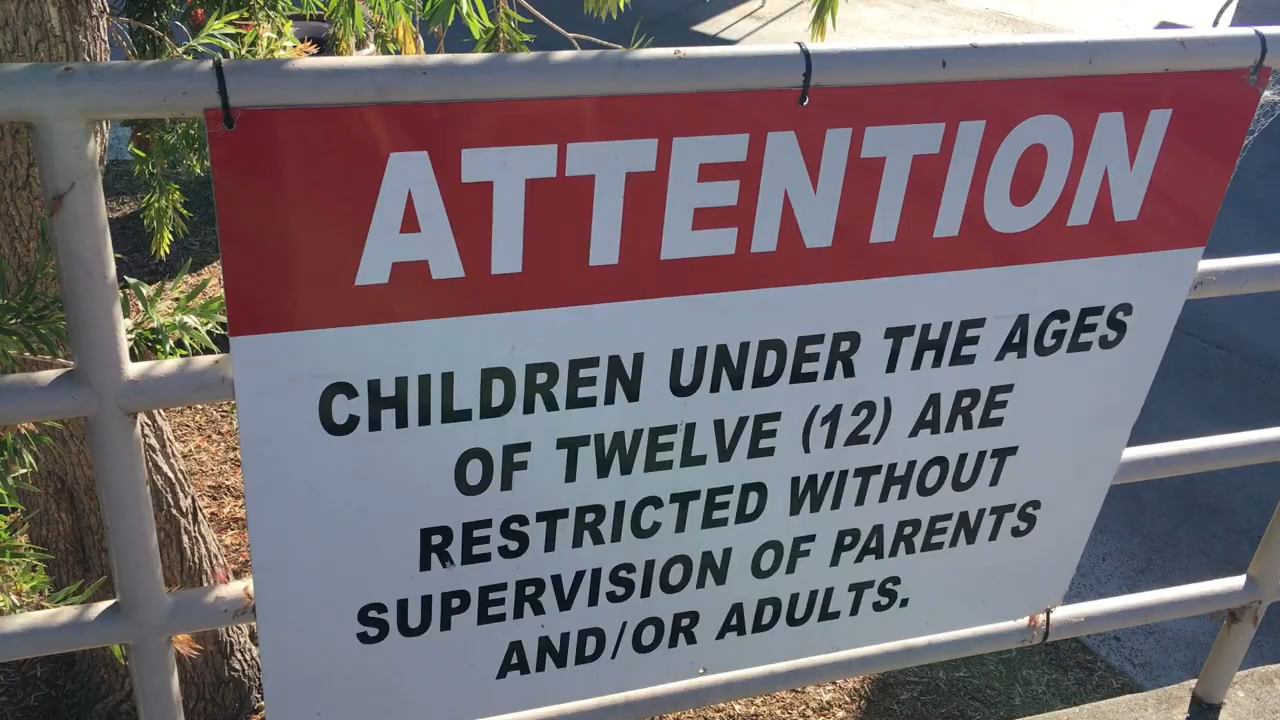 ATTENTION
CHILDREN UNDER THE AGES
OF TWELVE (12) ARE
RESTRICTED WITHOUT
SUPERVISION OF PARENTS
AND/OR ADULTS.